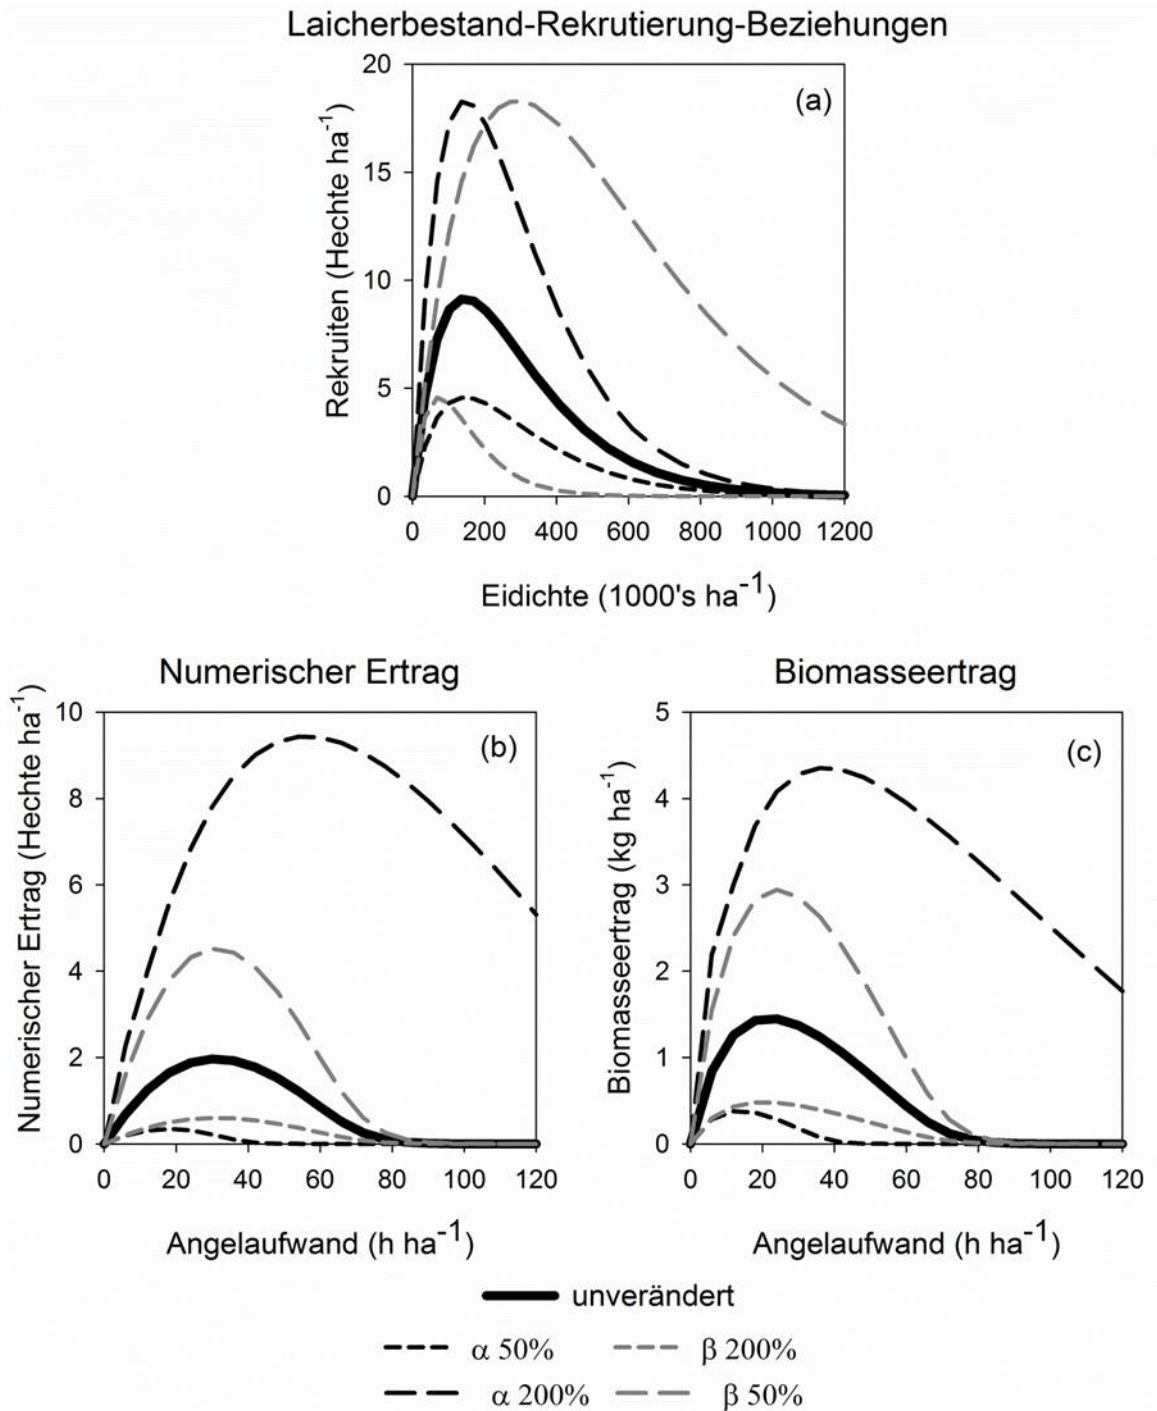 Laicherbestand-Rekrutierung-Beziehungen
(a)
Rekruiten (Hechte ha⁻¹)
20
15
10
5
0
0 200 400 600 800 1000 1200
Eidichte (1000's ha⁻¹)
Numerischer Ertrag
(b)
Numerischer Ertrag (Hechte ha⁻¹)
10
8
6
4
2
0
0 20 40 60 80 100 120
Angelaufwand (h ha⁻¹)
Biomasseertrag
(c)
Biomasseertrag (kg ha⁻¹)
5
4
3
2
1
0
0 20 40 60 80 100 120
Angelaufwand (h ha⁻¹)
unverändert
α 50% β 200%
α 200% β 50%